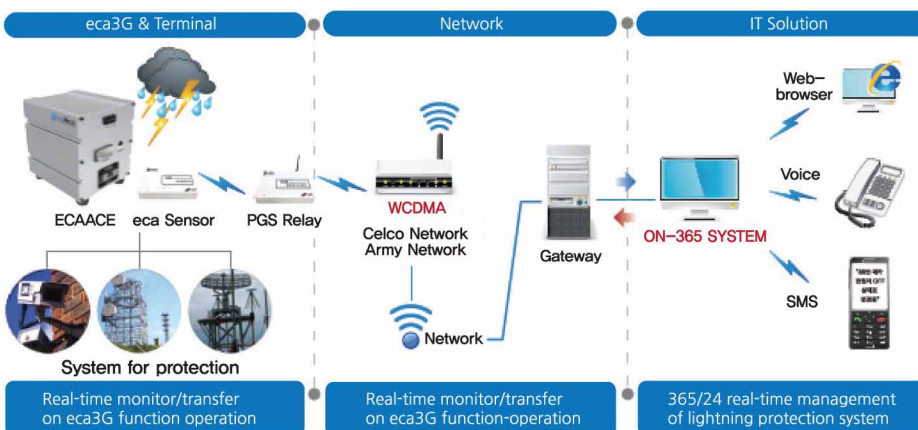 eca3G & Terminal
Network
IT Solution
ECAACE
eca Sensor
PGS Relay
WCDMA
Celco Network
Army Network
Network
Gateway
ON-365 SYSTEM
Web-
browser
Voice
SMS
System for protection
Real-time monitor/transfer
on eca3G function operation
Real-time monitor/transfer
on eca3G function-operation
365/24 real-time management
of lightning protection system